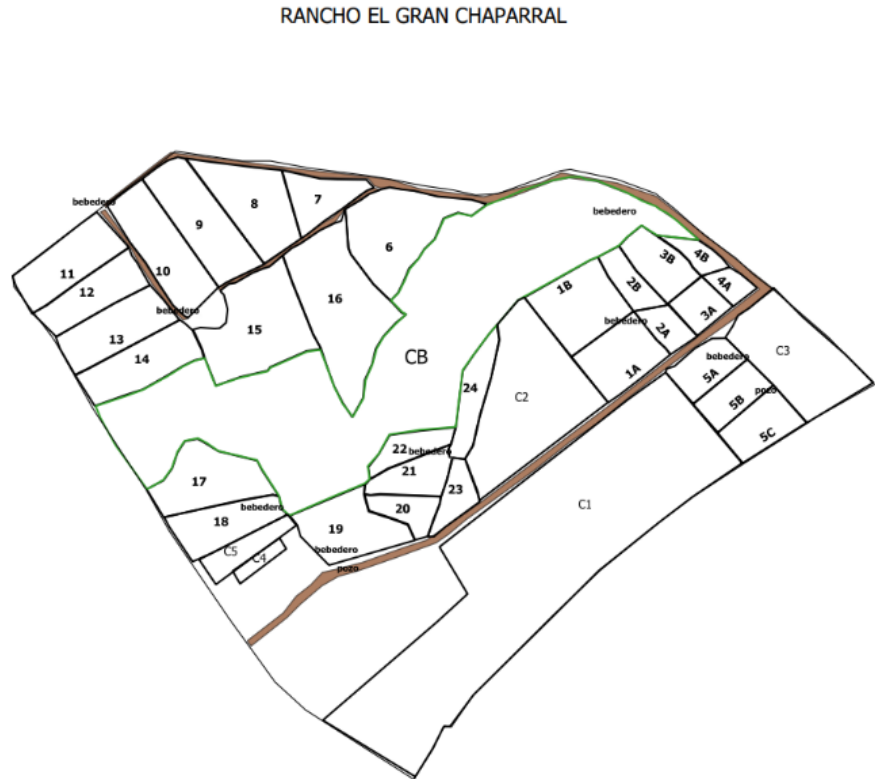 RANCHO EL GRAN CHAPARRAL
7
8
9
bebedero
bebedero
6
3B
4B
11
10
2B
4A
12
1B
16
bebedero
3A
15
bebedero
2A
13
C3
CB
bebedero
14
1A
5A
24
pozo
C2
5B
5C
22
bebedero
21
17
23
C1
20
bebedero
18
19
C5
bebedero
C4
pozo